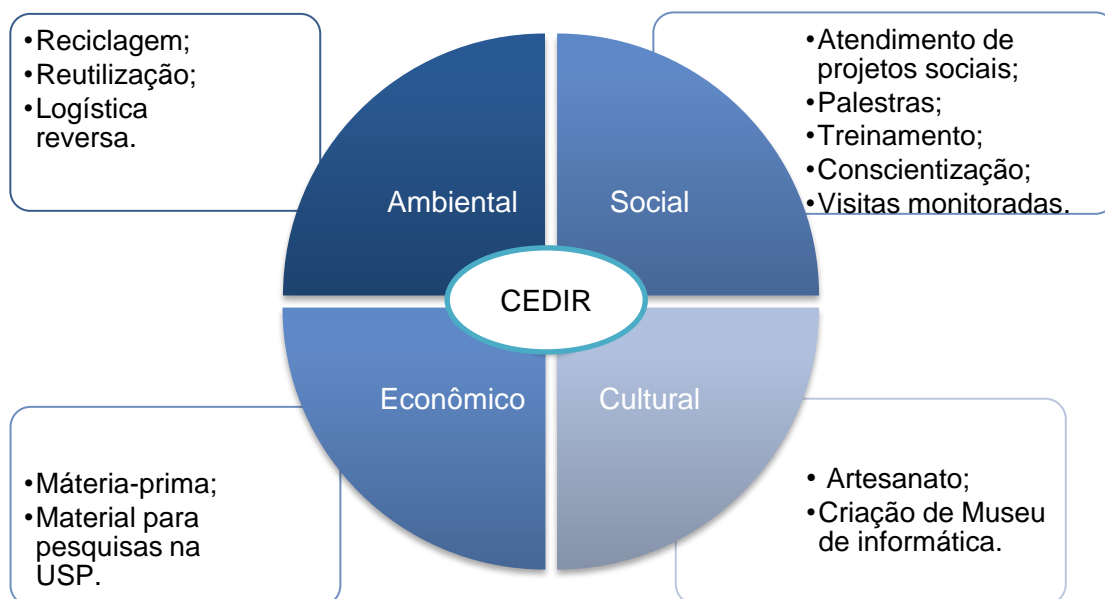 •Reciclagem;
•Reutilização;
•Logística
reversa.
•Atendimento de
projetos sociais;
•Palestras;
•Treinamento;
•Conscientização;
•Visitas monitoradas.
Ambiental
Social
CEDIR
Econômico
Cultural
•Máteria-prima;
•Material para
pesquisas na
USP.
• Artesanato;
•Criação de Museu
de informática.